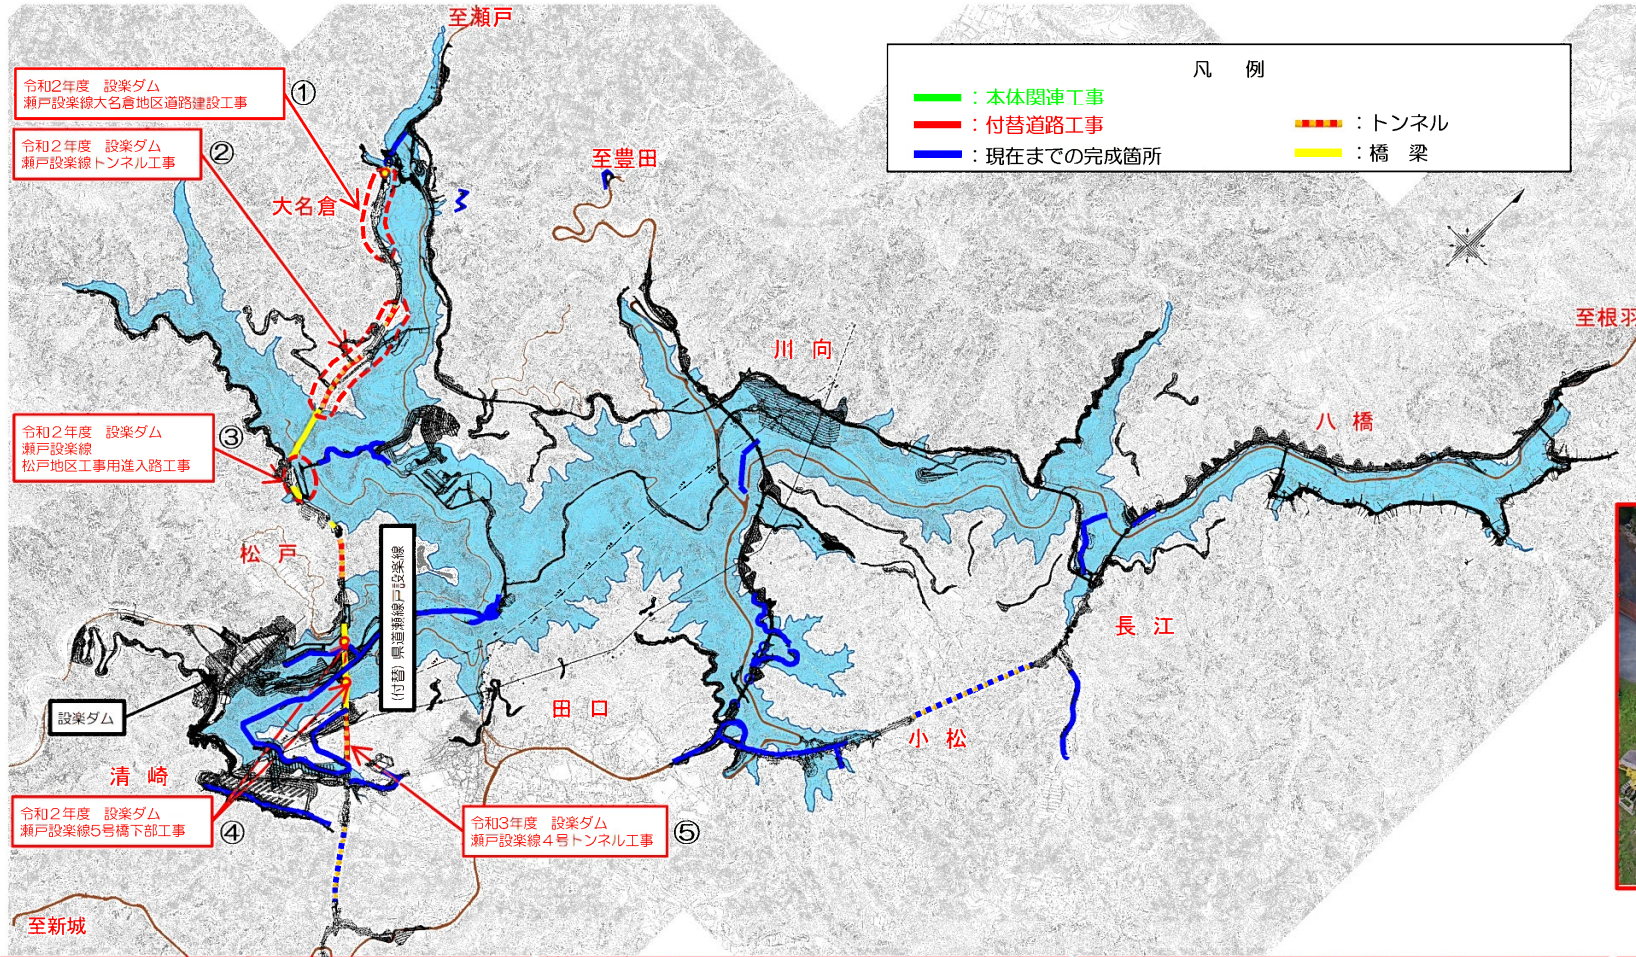 至瀬戸
凡 例
：本体関連工事
：付替道路工事
：現在までの完成箇所
：トンネル
：橋 梁
令和2年度 設楽ダム
瀬戸設楽線大名倉地区道路建設工事
①
令和２年度 設楽ダム
瀬戸設楽線トンネル工事
②
至豊田
大名倉
至根羽
川 向
八 橋
令和２年度 設楽ダム
瀬戸設楽線
松戸地区工事用進入路工事
③
松 戸
(付替）県道瀬線戸設楽線
長 江
設楽ダム
田 口
小 松
清 崎
令和２年度 設楽ダム
瀬戸設楽線5号橋下部工事
④
令和3年度 設楽ダム
瀬戸設楽線４号トンネル工事
⑤
至新城